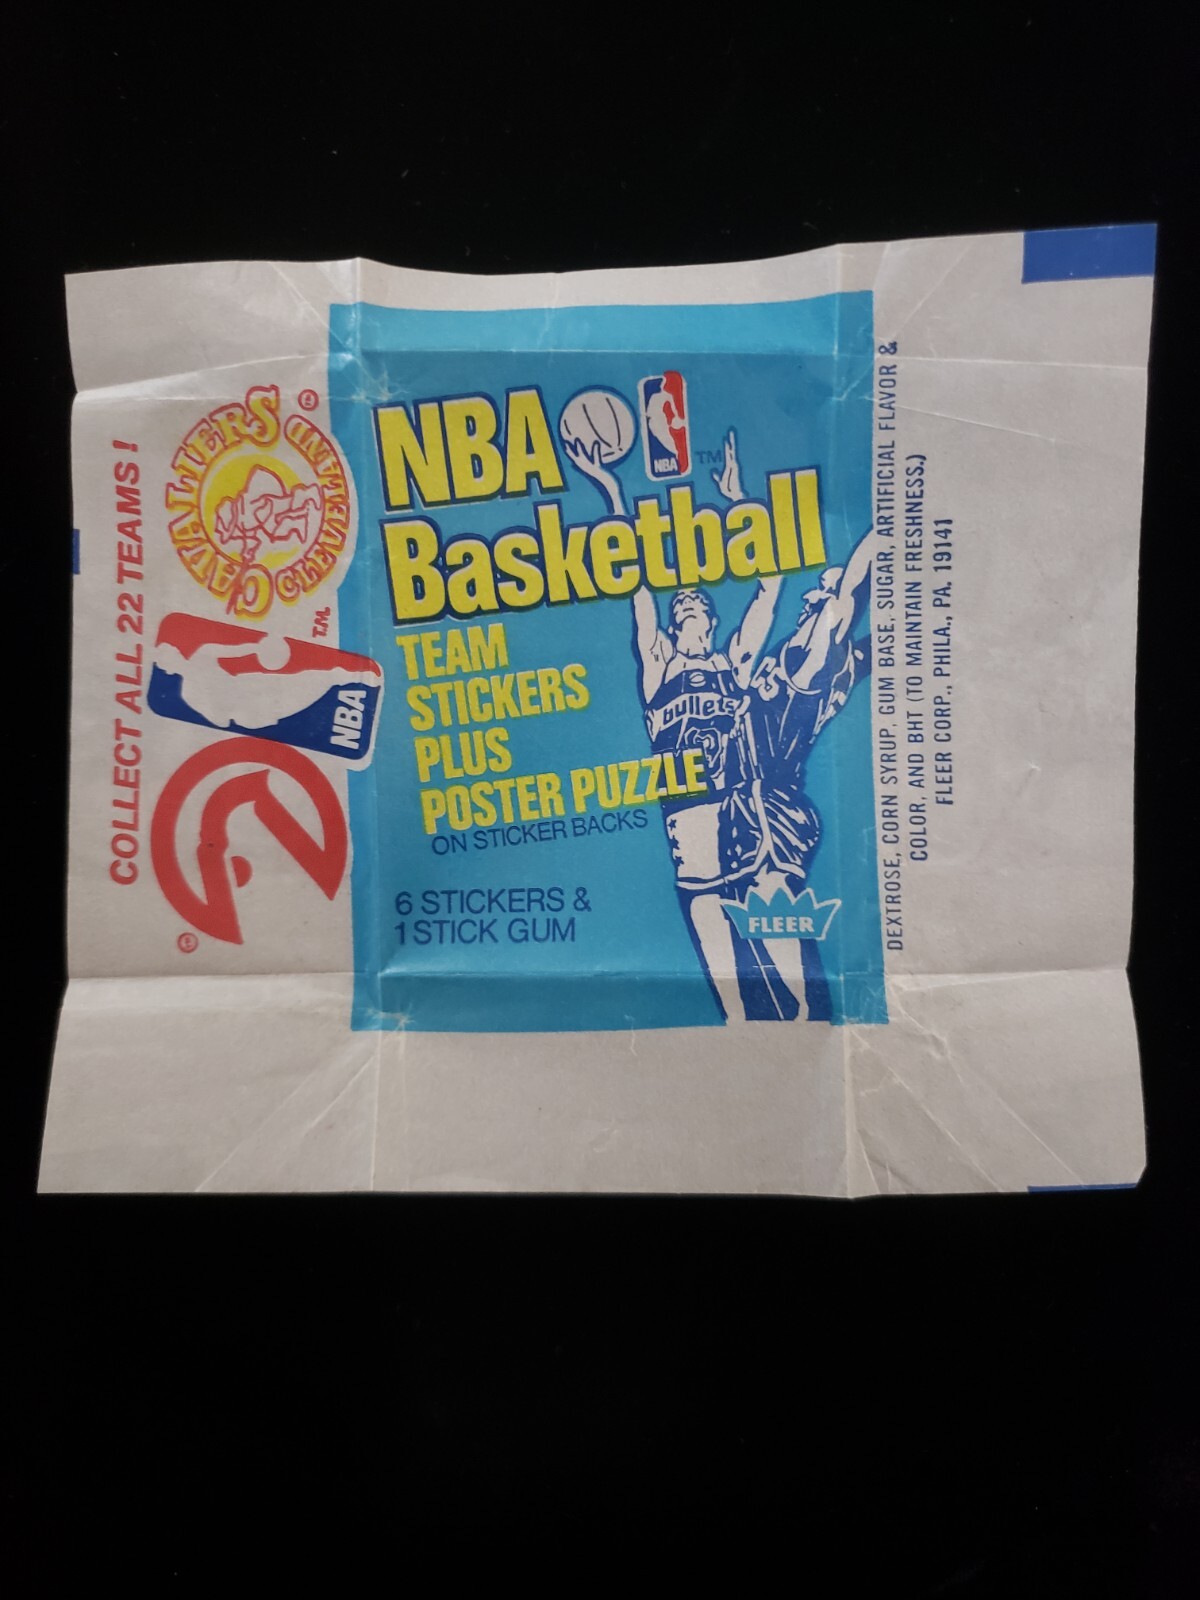 COLLECT ALL 22 TEAMS!
CLEVELAND
CAVALIERS
®
T.M.
NBA
®
NBA
NBA
TM
Basketball
TEAM
STICKERS
PLUS
POSTER PUZZLE
ON STICKER BACKS
6 STICKERS &
1 STICK GUM
bullets
FLEER
DEXTROSE, CORN SYRUP, GUM BASE, SUGAR, ARTIFICIAL FLAVOR &
COLOR, AND BHT (TO MAINTAIN FRESHNESS.)
FLEER CORP., PHILA., PA. 19141